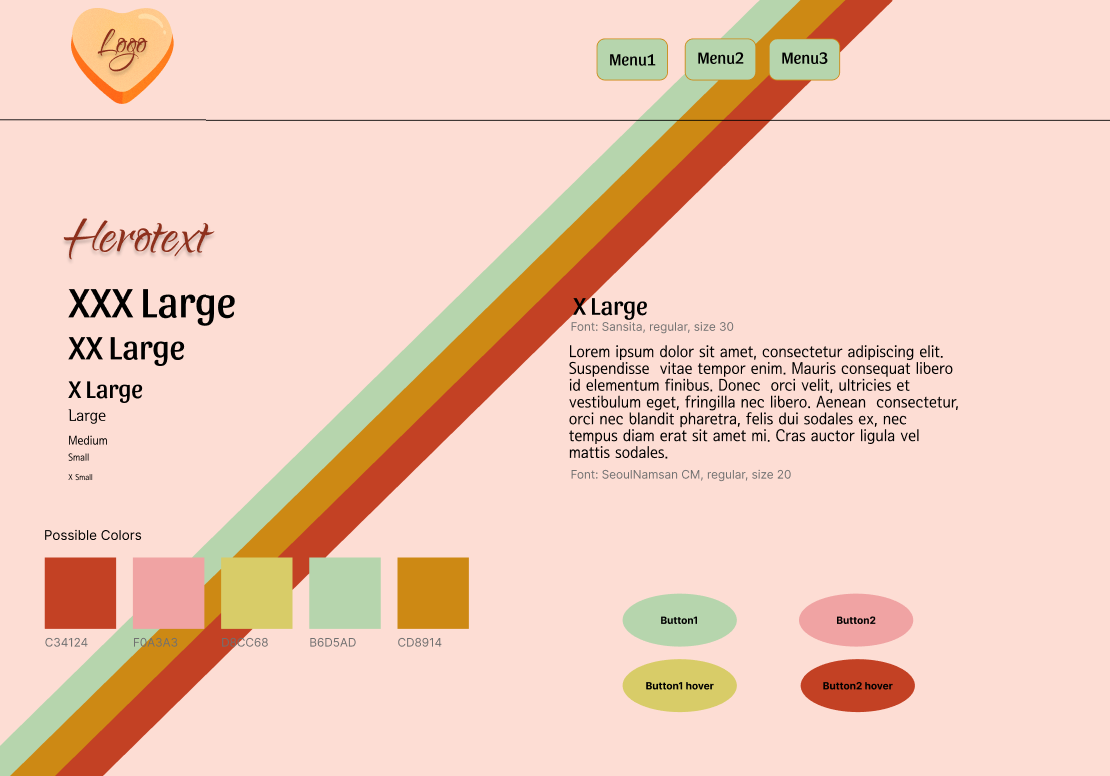 Logo
Menu1 Menu2 Menu3
Herotext
XXX Large
XX Large
X Large
Large
Medium
Small
X Small
X Large
Font: Sansita, regular, size 30
Lorem ipsum dolor sit amet, consectetur adipiscing elit.
Suspendisse vitae tempor enim. Mauris consequat libero
id elementum finibus. Donec orci velit, ultricies et
vestibulum eget, fringilla nec libero. Aenean consectetur,
orci nec blandit pharetra, felis dui sodales ex, nec
tempus diam erat sit amet mi. Cras auctor ligula vel
mattis sodales.
Font: SeoulNamsan CM, regular, size 20
Possible Colors
C34124 F0A3A3 B6D5AD CD8914
Button1 Button2
Button1 hover Button2 hover